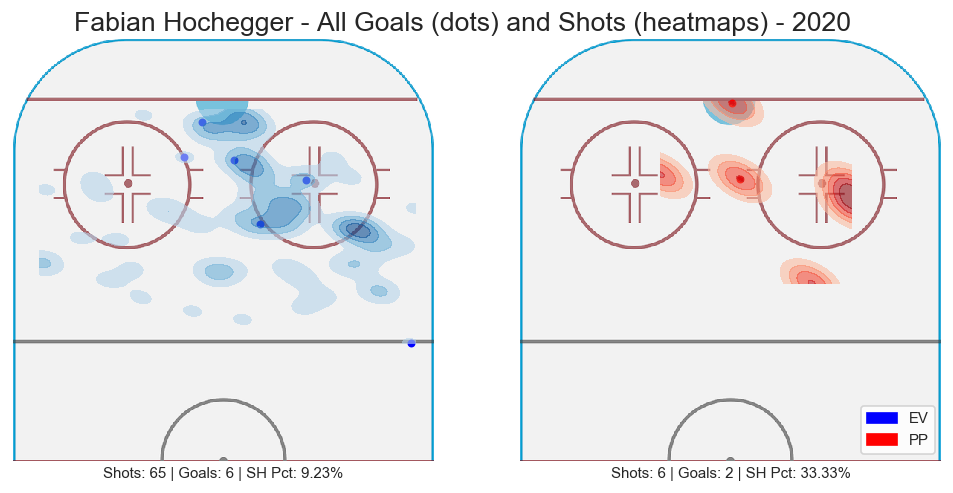 Fabian Hochegger - All Goals (dots) and Shots (heatmaps) - 2020
EV
PP
Shots: 65 | Goals: 6 | SH Pct: 9.23%
Shots: 6 | Goals: 2 | SH Pct: 33.33%